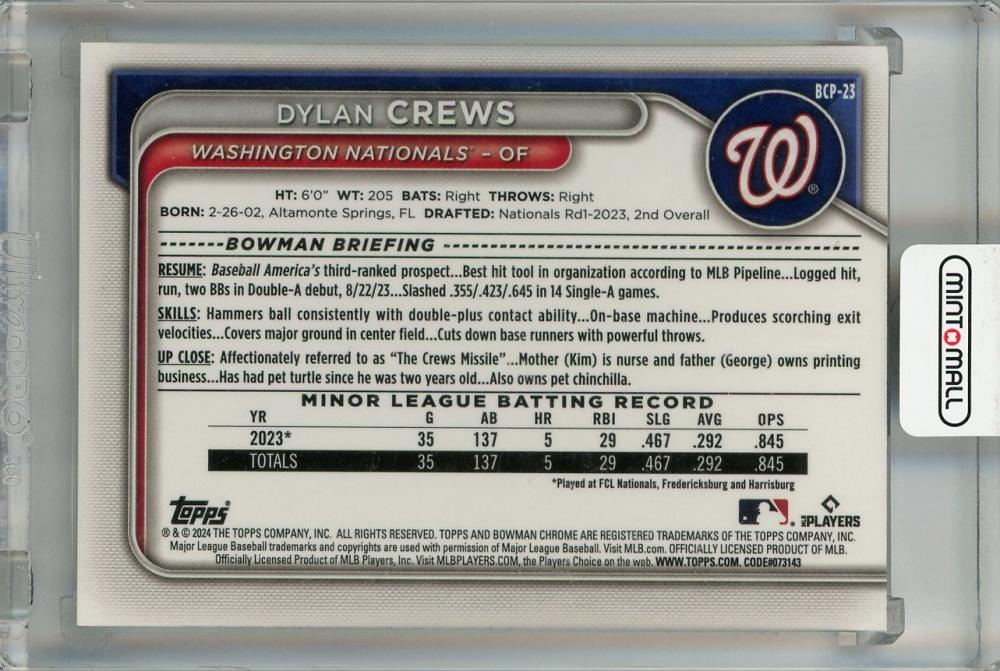 BCP-23
DYLAN CREWS
WASHINGTON NATIONALS™ – OF
W®
HT: 6'0" WT: 205 BATS: Right THROWS: Right
BORN: 2-26-02, Altamonte Springs, FL DRAFTED: Nationals Rd1-2023, 2nd Overall
BOWMAN BRIEFING
RESUME: Baseball America's third-ranked prospect...Best hit tool in organization according to MLB Pipeline...Logged hit,
run, two BBs in Double-A debut, 8/22/23...Slashed .355/.423/.645 in 14 Single-A games.
SKILLS: Hammers ball consistently with double-plus contact ability...On-base machine...Produces scorching exit
velocities...Covers major ground in center field...Cuts down base runners with powerful throws.
UP CLOSE: Affectionately referred to as "The Crews Missile"...Mother (Kim) is nurse and father (George) owns printing
business...Has had pet turtle since he was two years old...Also owns pet chinchilla.
MINOR LEAGUE BATTING RECORD
YR G AB HR RBI SLG AVG OPS
2023* 35 137 5 29 .467 .292 .845
TOTALS 35 137 5 29 .467 .292 .845
*Played at FCL Nationals, Fredericksburg and Harrisburg
Topps®
MLB PLAYERS
® & © 2024 THE TOPPS COMPANY, INC. ALL RIGHTS RESERVED. TOPPS AND BOWMAN CHROME ARE REGISTERED TRADEMARKS OF THE TOPPS COMPANY, INC.
Major League Baseball trademarks and copyrights are used with permission of Major League Baseball. Visit MLB.com. OFFICIALLY LICENSED PRODUCT OF MLB.
Officially Licensed Product of MLB Players, Inc. Visit MLBPLAYERS.COM, the Players Choice on the web. WWW.TOPPS.COM. CODE#073143
MINT MALL